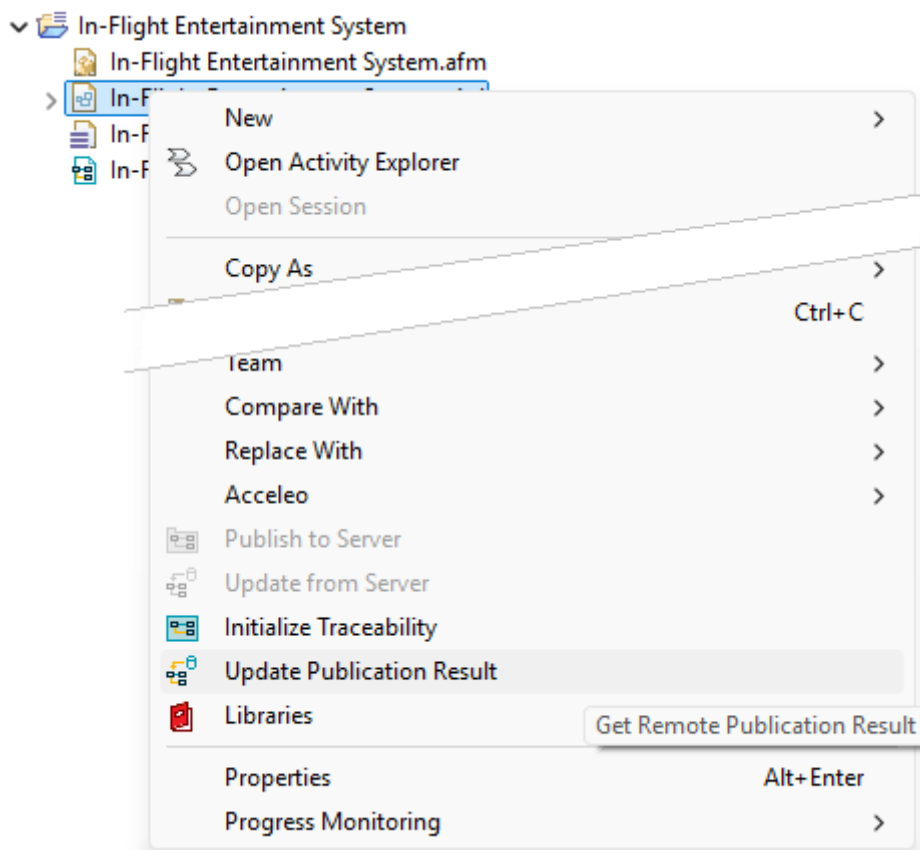 In-Flight Entertainment System
In-Flight Entertainment System.afm
In-F
In-F
In-F
New
Open Activity Explorer
Open Session
Copy As
Ctrl+C
Team
Compare With
Replace With
Acceleo
Publish to Server
Update from Server
Initialize Traceability
Update Publication Result
Libraries
Get Remote Publication Result
Properties Alt+Enter
Progress Monitoring